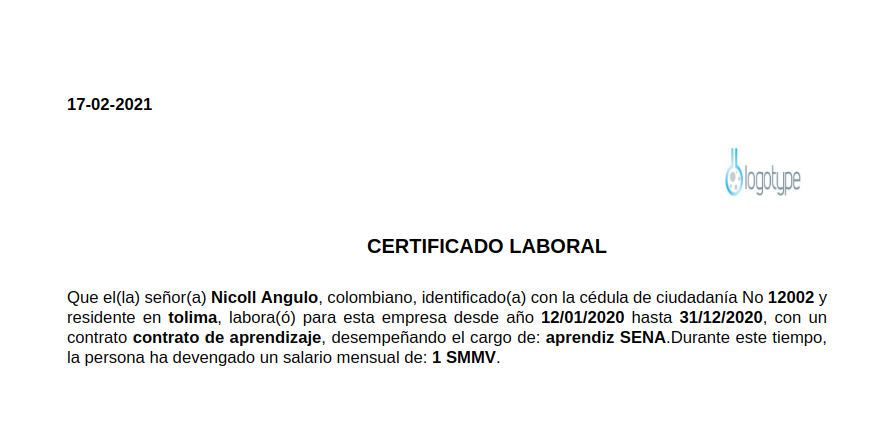 17-02-2021
logotype
CERTIFICADO LABORAL
Que el(la) señor(a) Nicoll Angulo, colombiano, identificado(a) con la cédula de ciudadanía No 12002 y
residente en tolima, labora(ó) para esta empresa desde año 12/01/2020 hasta 31/12/2020, con un
contrato contrato de aprendizaje, desempeñando el cargo de: aprendiz SENA.Durante este tiempo,
la persona ha devengado un salario mensual de: 1 SMMV.